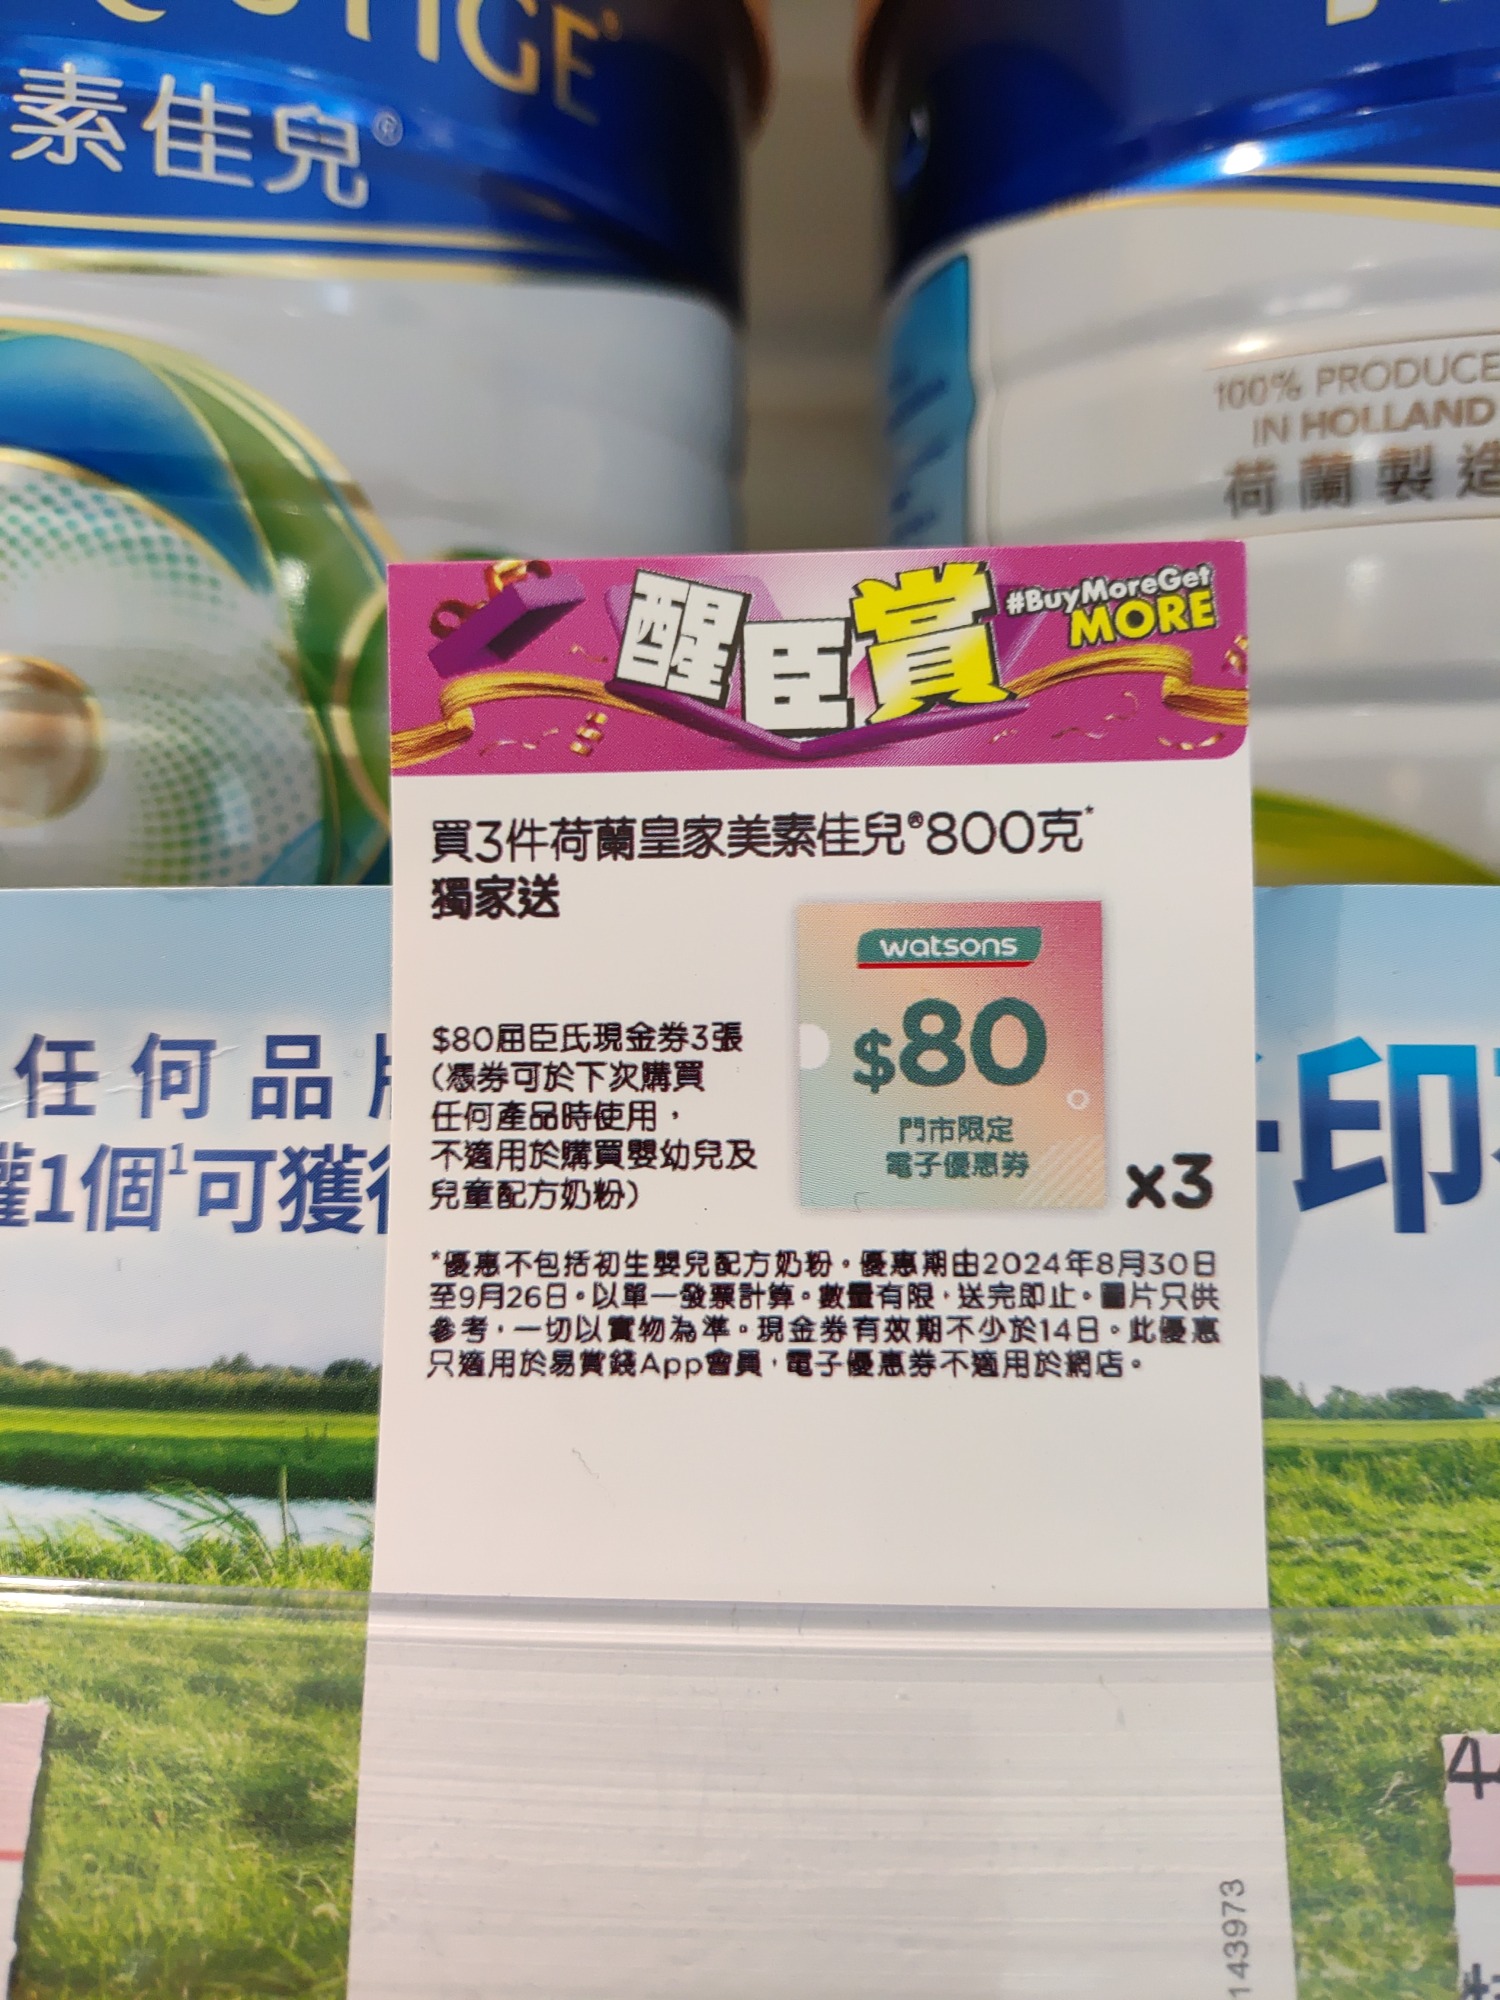 素佳兒®
100% PRODUCE
IN HOLLAND
荷蘭製造
醒臣賞
#BuyMoreGet
MORE
買3件荷蘭皇家美素佳兒®800克*
獨家送
$80屈臣氏現金券3張
(憑券可於下次購買
任何產品時使用，
不適用於購買嬰幼兒及
兒童配方奶粉)
watsons
$80
門市限定
電子優惠券
x3
*優惠不包括初生嬰兒配方奶粉。優惠期由2024年8月30日
至9月26日。以單一發票計算。數量有限，送完即止。圖片只供
參考，一切以實物為準。現金券有效期不少於14日。此優惠
只適用於易賞錢App會員，電子優惠券不適用於網店。
任何品
罐1個¹可獲
印
143973